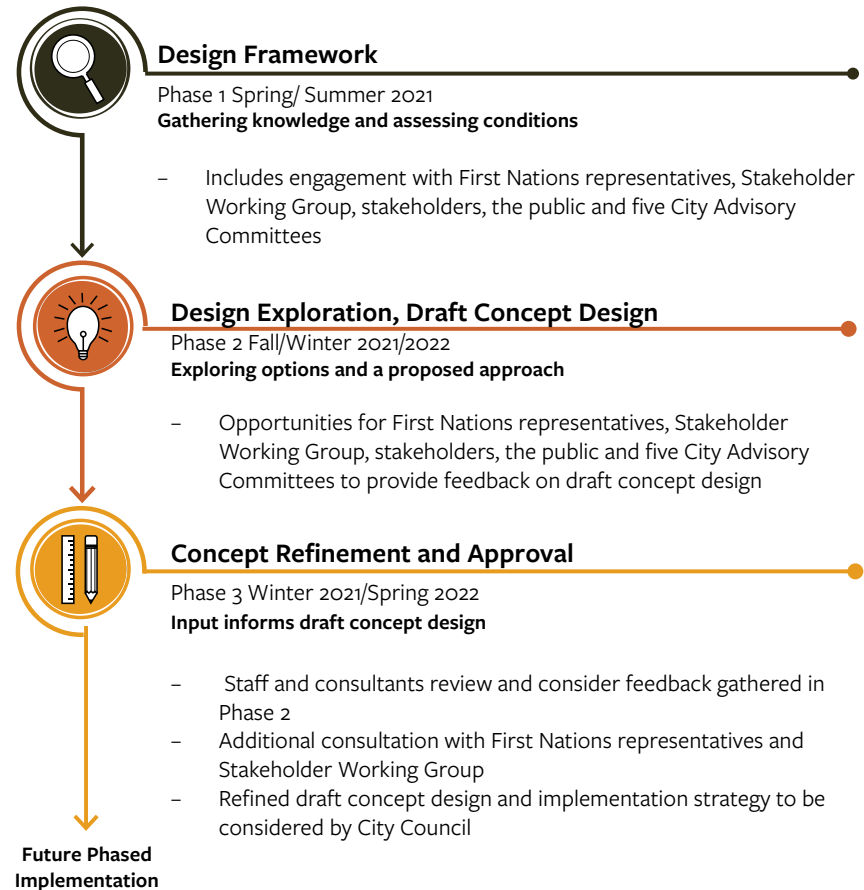 Design Framework
Phase 1 Spring/ Summer 2021
Gathering knowledge and assessing conditions
– Includes engagement with First Nations representatives, Stakeholder
Working Group, stakeholders, the public and five City Advisory
Committees
Design Exploration, Draft Concept Design
Phase 2 Fall/Winter 2021/2022
Exploring options and a proposed approach
– Opportunities for First Nations representatives, Stakeholder
Working Group, stakeholders, the public and five City Advisory
Committees to provide feedback on draft concept design
Concept Refinement and Approval
Phase 3 Winter 2021/Spring 2022
Input informs draft concept design
– Staff and consultants review and consider feedback gathered in
Phase 2
– Additional consultation with First Nations representatives and
Stakeholder Working Group
– Refined draft concept design and implementation strategy to be
considered by City Council
Future Phased
Implementation